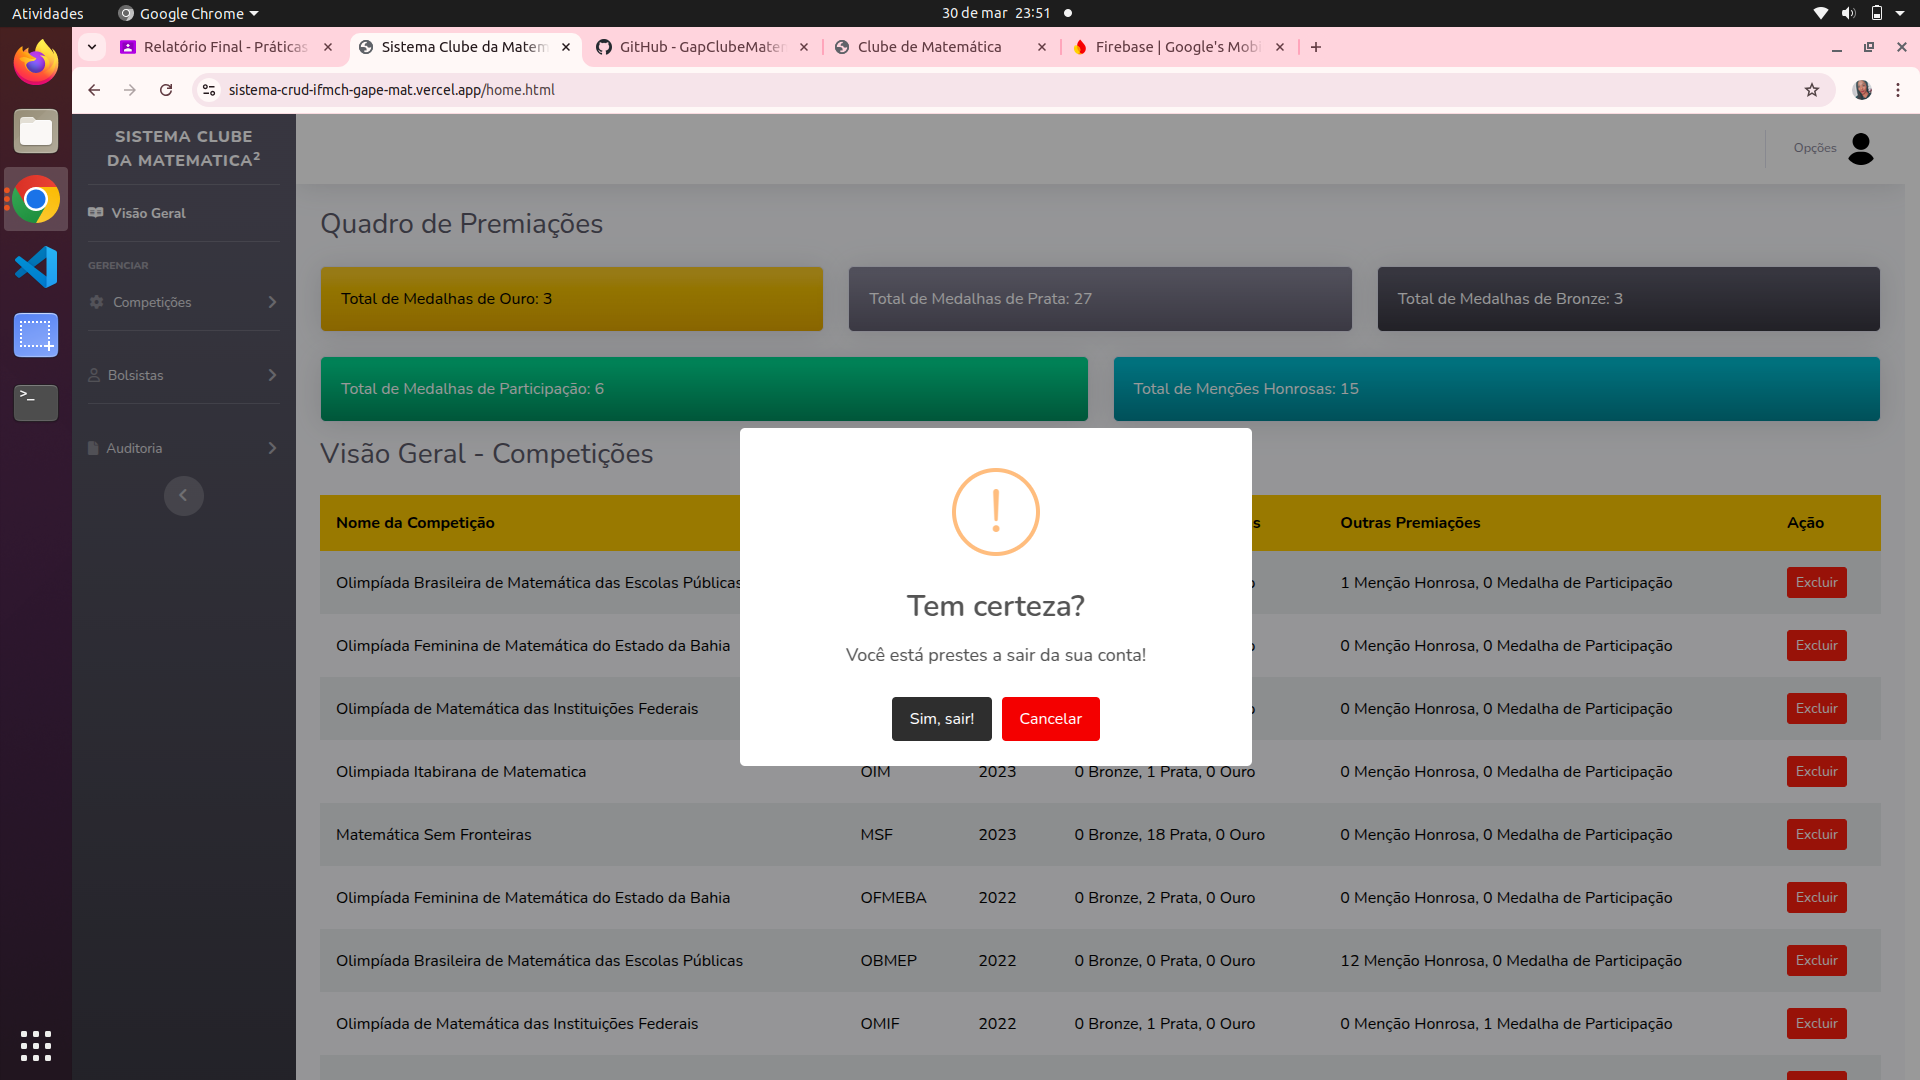 Atividades
Google Chrome
30 de mar 23:51
Relatório Final - Práticas
Sistema Clube da Matem
GitHub - GapClubeMatem
Clube de Matemática
Firebase | Google's Mobi
sistema-crud-ifmch-gape-mat.vercel.app/home.html
SISTEMA CLUBE
DA MATEMATICA²
Visão Geral
GERENCIAR
Competições
Bolsistas
Auditoria
Opções
Quadro de Premiações
Total de Medalhas de Ouro: 3
Total de Medalhas de Prata: 27
Total de Medalhas de Bronze: 3
Total de Medalhas de Participação: 6
Total de Menções Honrosas: 15
Visão Geral - Competições
Nome da Competição Outras Premiações Ação
Olimpíada Brasileira de Matemática das Escolas Públicas 1 Menção Honrosa, 0 Medalha de Participação Excluir
Olimpíada Feminina de Matemática do Estado da Bahia 0 Menção Honrosa, 0 Medalha de Participação Excluir
Olimpíada de Matemática das Instituições Federais 0 Menção Honrosa, 0 Medalha de Participação Excluir
Olimpiada Itabirana de Matematica OIM 2023 0 Bronze, 1 Prata, 0 Ouro 0 Menção Honrosa, 0 Medalha de Participação Excluir
Matemática Sem Fronteiras MSF 2023 0 Bronze, 18 Prata, 0 Ouro 0 Menção Honrosa, 0 Medalha de Participação Excluir
Olimpíada Feminina de Matemática do Estado da Bahia OFMEBA 2022 0 Bronze, 2 Prata, 0 Ouro 0 Menção Honrosa, 0 Medalha de Participação Excluir
Olimpíada Brasileira de Matemática das Escolas Públicas OBMEP 2022 0 Bronze, 0 Prata, 0 Ouro 12 Menção Honrosa, 0 Medalha de Participação Excluir
Olimpíada de Matemática das Instituições Federais OMIF 2022 0 Bronze, 1 Prata, 0 Ouro 0 Menção Honrosa, 1 Medalha de Participação Excluir
!
Tem certeza?
Você está prestes a sair da sua conta!
Sim, sair!
Cancelar